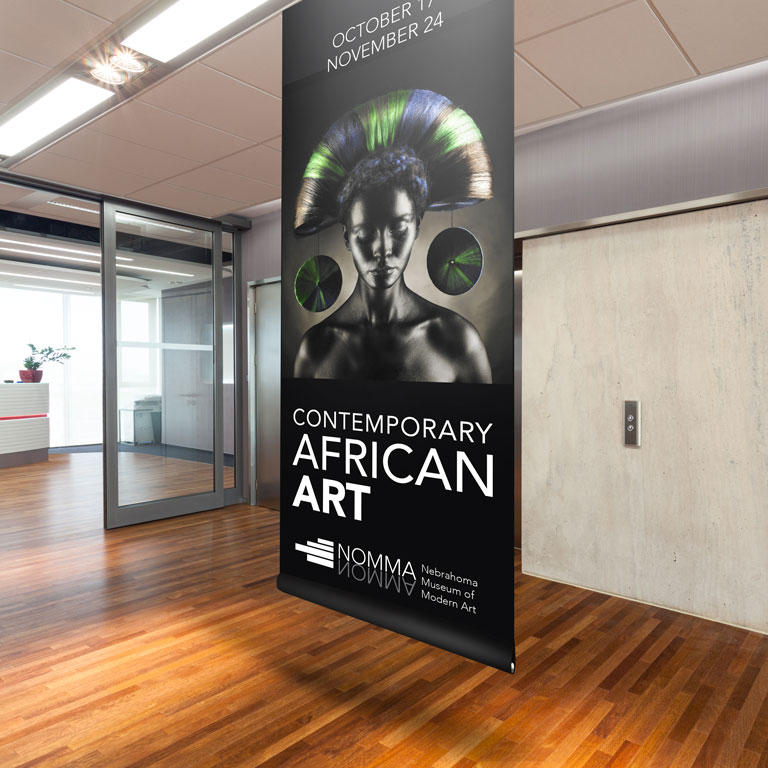 OCTOBER 17
NOVEMBER 24
CONTEMPORARY
AFRICAN
ART
NOMMA
Nebrahoma
Museum of
Modern Art